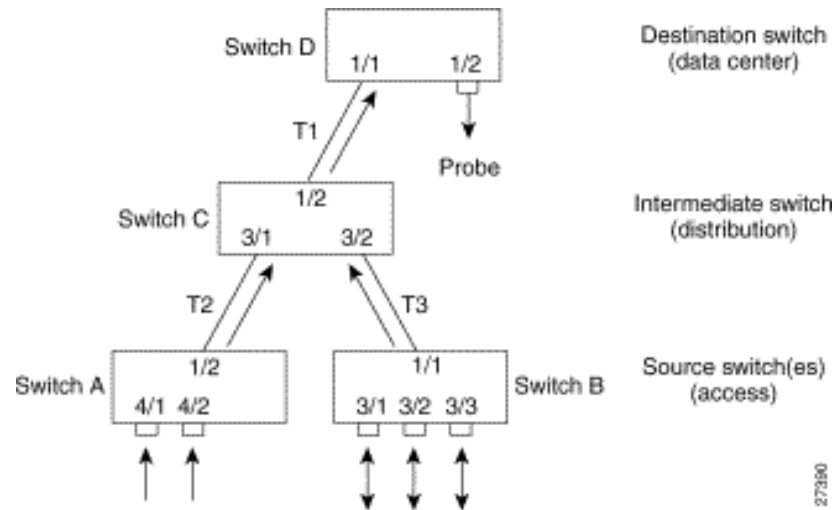 Switch D
1/1 1/2
Destination switch
(data center)
T1
Probe
Switch C
1/2
3/1 3/2
Intermediate switch
(distribution)
T2
T3
Switch A
1/2
4/1 4/2
1/1
3/1 3/2 3/3
Switch B
Source switch(es)
(access)
27390